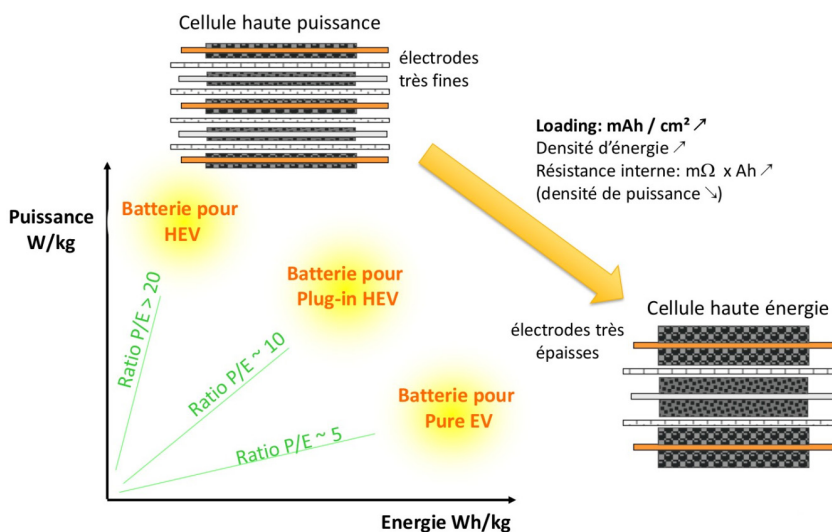 Cellule haute puissance
électrodes
très fines
Loading: mAh / cm² ↗
Densité d’énergie ↗
Résistance interne: mΩ x Ah ↗
(densité de puissance ↘)
Puissance
W/kg
Batterie pour
HEV
Batterie pour
Plug-in HEV
Batterie pour
Pure EV
Ratio P/E > 20
Ratio P/E ~ 10
Ratio P/E ~ 5
Cellule haute énergie
électrodes très
épaisses
Energie Wh/kg